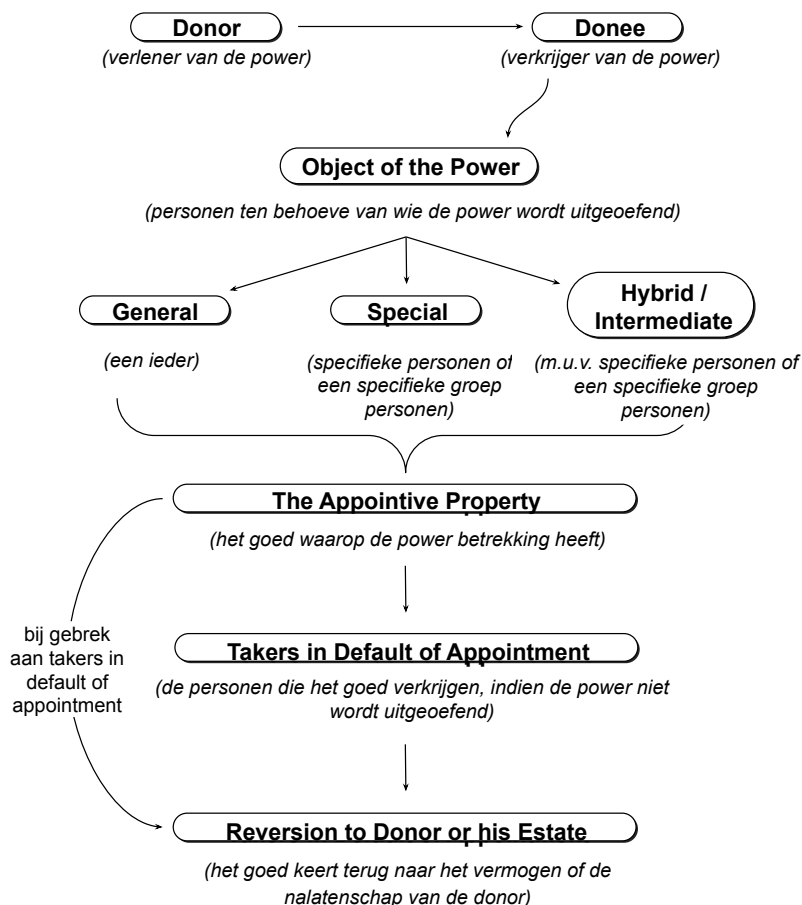 Donor
Donee
(verlener van de power)
(verkrijger van de power)
Object of the Power
(personen ten behoeve van wie de power wordt uitgeoefend)
General
Special
Hybrid /
Intermediate
(een ieder)
(specifieke personen of
een specifieke groep
personen)
(m.u.v. specifieke personen of
een specifieke groep
personen)
The Appointive Property
(het goed waarop de power betrekking heeft)
bij gebrek
aan takers in
default of
appointment
Takers in Default of Appointment
(de personen die het goed verkrijgen, indien de power niet
wordt uitgeoefend)
Reversion to Donor or his Estate
(het goed keert terug naar het vermogen of de
nalatenschap van de donor)